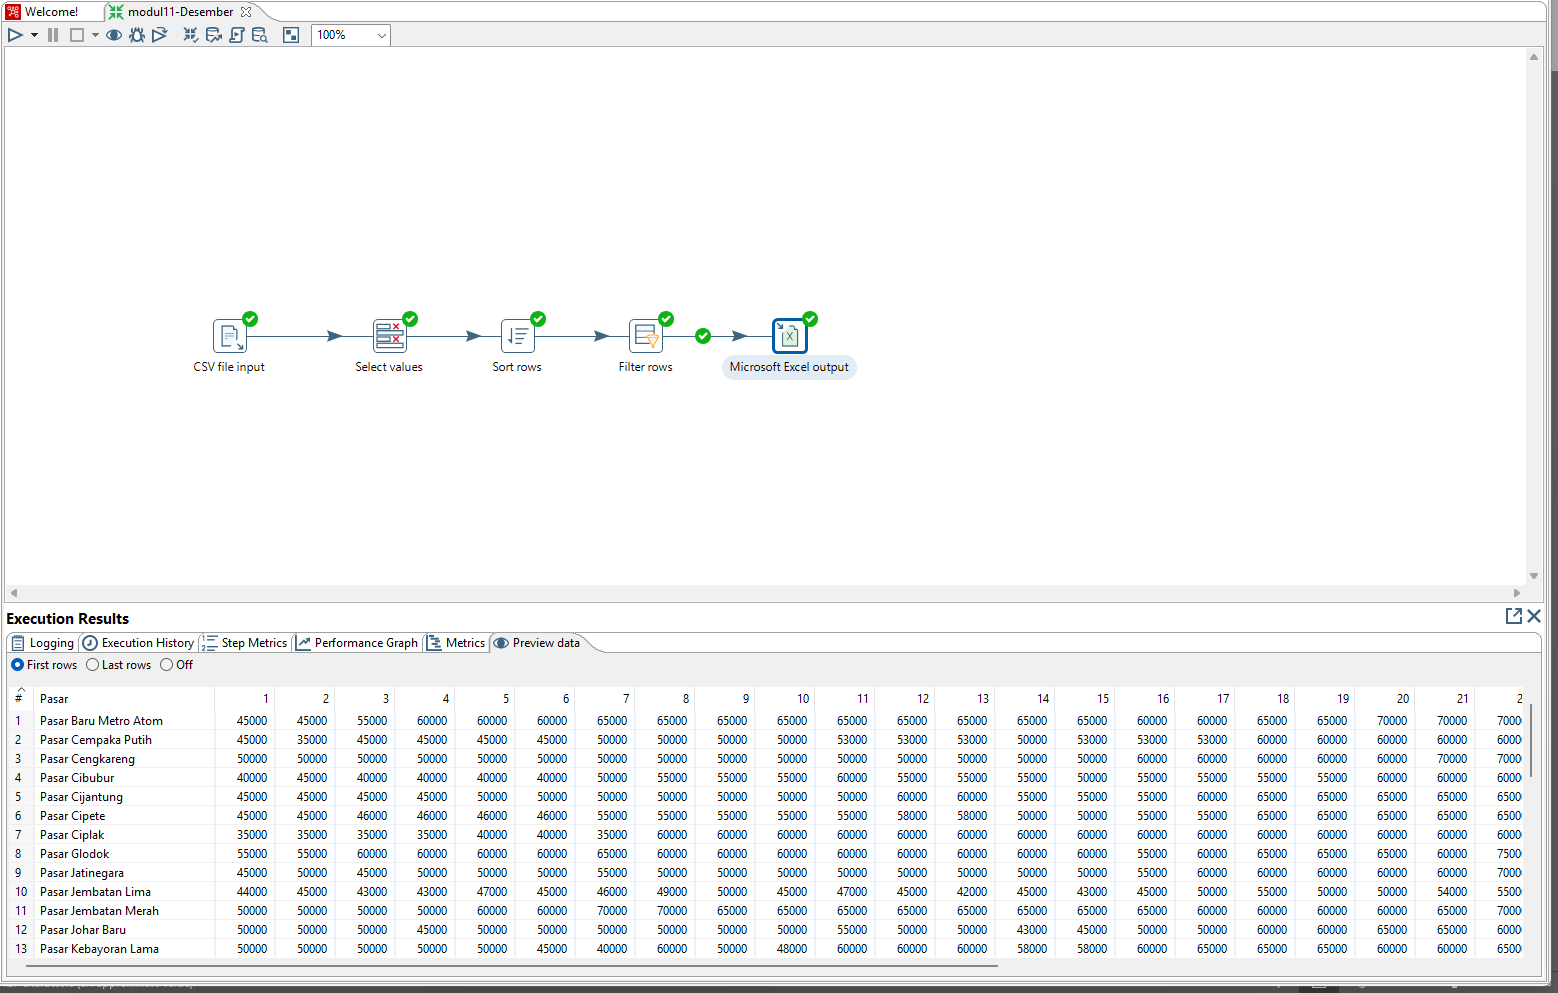 Welcome!
modul11-Desember
100%
CSV file input
Select values
Sort rows
Filter rows
Microsoft Excel output
Execution Results
Logging Execution History Step Metrics Performance Graph Metrics Preview data
First rows Last rows Off
# Pasar 1 2 3 4 5 6 7 8 9 10 11 12 13 14 15 16 17 18 19 20 21 2
1 Pasar Baru Metro Atom 45000 45000 55000 60000 60000 60000 65000 65000 65000 65000 65000 65000 65000 65000 65000 60000 60000 65000 65000 70000 70000 7000
2 Pasar Cempaka Putih 45000 35000 45000 45000 45000 45000 50000 50000 50000 50000 53000 53000 53000 50000 53000 53000 53000 60000 60000 60000 60000 6000
3 Pasar Cengkareng 50000 50000 50000 50000 50000 50000 50000 50000 50000 50000 50000 50000 50000 50000 50000 60000 60000 60000 60000 60000 70000 7000
4 Pasar Cibubur 40000 45000 40000 40000 40000 40000 50000 55000 55000 55000 60000 55000 55000 55000 50000 55000 60000 55000 55000 60000 60000 6000
5 Pasar Cijantung 45000 45000 45000 45000 50000 50000 50000 50000 50000 50000 50000 60000 60000 55000 55000 55000 60000 65000 60000 65000 65000 6500
6 Pasar Cipete 45000 45000 46000 46000 46000 46000 55000 55000 55000 55000 55000 58000 58000 50000 50000 55000 55000 65000 65000 65000 65000 6500
7 Pasar Ciplak 35000 35000 35000 35000 40000 40000 35000 60000 60000 60000 60000 60000 60000 60000 60000 60000 60000 60000 60000 60000 60000 6000
8 Pasar Glodok 55000 55000 60000 60000 60000 60000 65000 60000 60000 60000 60000 60000 60000 60000 60000 55000 60000 65000 60000 65000 60000 7500
9 Pasar Jatinegara 45000 50000 45000 50000 50000 50000 55000 50000 50000 50000 50000 50000 50000 50000 50000 55000 60000 60000 60000 60000 60000 7000
10 Pasar Jembatan Lima 44000 45000 43000 43000 47000 45000 46000 49000 50000 45000 47000 45000 42000 45000 43000 45000 50000 55000 50000 50000 54000 5500
11 Pasar Jembatan Merah 50000 50000 50000 50000 60000 60000 70000 70000 65000 65000 65000 65000 65000 65000 65000 65000 60000 60000 60000 60000 65000 7000
12 Pasar Johar Baru 50000 50000 50000 45000 50000 50000 50000 50000 50000 50000 55000 50000 50000 43000 45000 50000 50000 60000 60000 65000 65000 6000
13 Pasar Kebayoran Lama 50000 50000 50000 50000 50000 45000 40000 60000 50000 48000 60000 60000 60000 58000 58000 60000 65000 65000 65000 60000 60000 6500